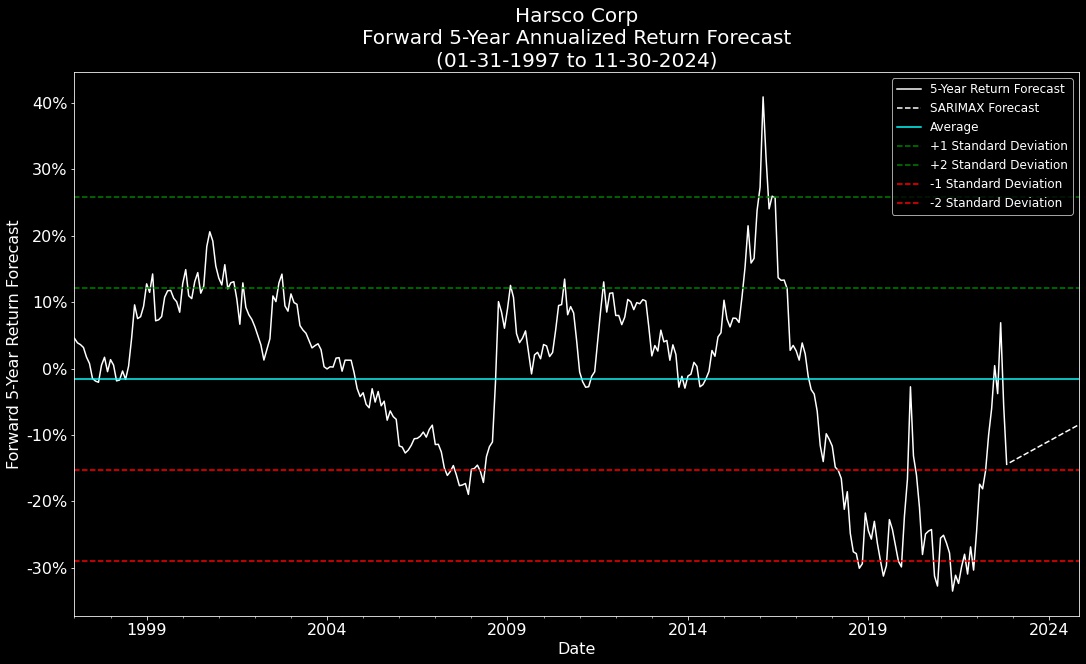 Harsco Corp
Forward 5-Year Annualized Return Forecast
(01-31-1997 to 11-30-2024)
5-Year Return Forecast
SARIMAX Forecast
Average
+1 Standard Deviation
+2 Standard Deviation
-1 Standard Deviation
-2 Standard Deviation
Forward 5-Year Return Forecast
40%
30%
20%
10%
0%
-10%
-20%
-30%
1999
2004
2009
2014
2019
2024
Date